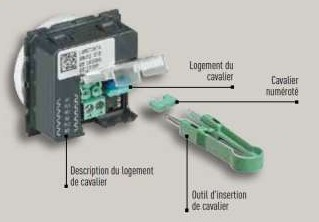 Logement du
cavalier
Cavalier
numéroté
Description du logement
de cavalier
Outil d'insertion
de cavalier